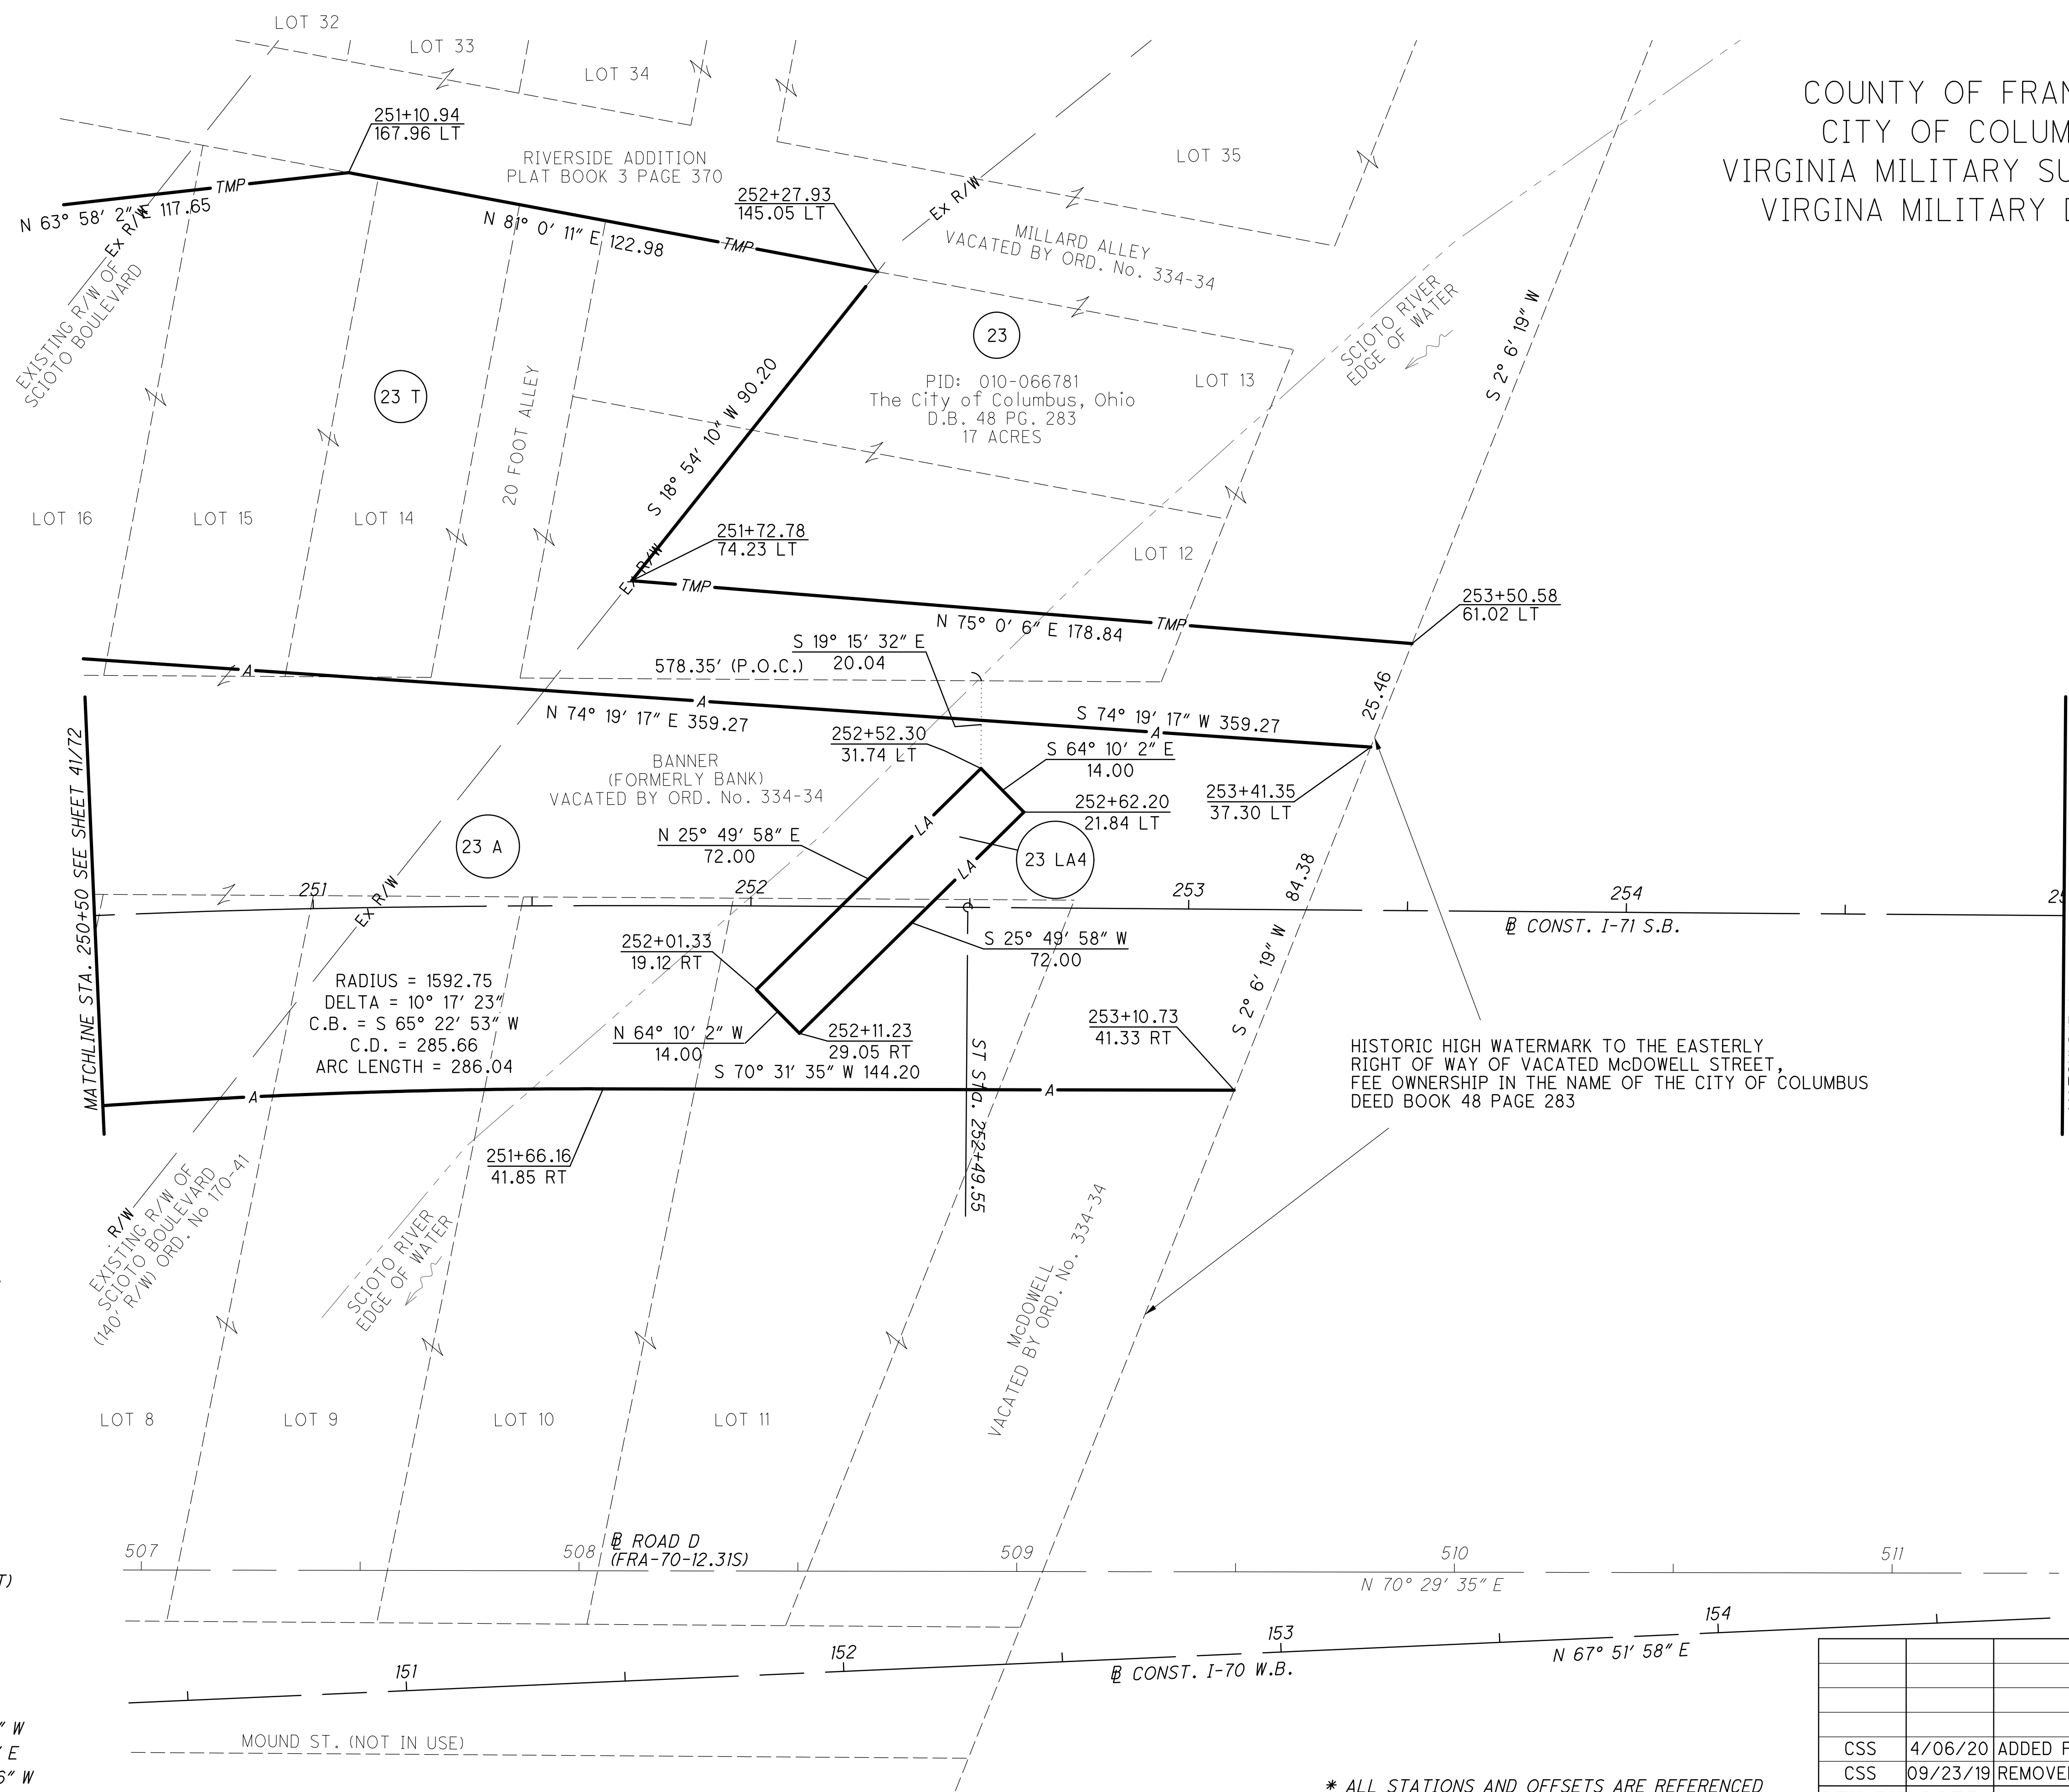 LOT 32
LOT 33
LOT 34
COUNTY OF FRAN
CITY OF COLUM
VIRGINIA MILITARY SU
VIRGINA MILITARY D
251+10.94
167.96 LT
RIVERSIDE ADDITION
PLAT BOOK 3 PAGE 370
LOT 35
TMP
N 63° 58' 2" E 117.65
252+27.93
145.05 LT
Ex R/W
N 81° 0' 11" E 122.98
TMP
MILLARD ALLEY
VACATED BY ORD. No. 334-34
Ex R/W
EXISTING R/W OF
SCIOTO BOULEVARD
SCIOTO RIVER
EDGE OF WATER
S 2° 6' 19" W
23
PID: 010-066781
The City of Columbus, Ohio
D.B. 48 PG. 283
17 ACRES
LOT 13
23 T
20 FOOT ALLEY
S 18° 54' 10" W 90.20
LOT 16
LOT 15
LOT 14
251+72.78
74.23 LT
LOT 12
Ex R/W
TMP
N 75° 0' 6" E 178.84
TMP
253+50.58
61.02 LT
S 19° 15' 32" E
20.04
578.35' (P.O.C.)
A
A
N 74° 19' 17" E 359.27
S 74° 19' 17" W 359.27
A
25.46
252+52.30
31.74 LT
S 64° 10' 2" E
14.00
BANNER
(FORMERLY BANK)
VACATED BY ORD. No. 334-34
252+62.20
21.84 LT
253+41.35
37.30 LT
MATCHLINE STA. 250+50 SEE SHEET 41/72
23 A
N 25° 49' 58" E
72.00
LA
LA
23 LA4
84.38
251
252
253
254
25
Ex R/W
℄ CONST. I-71 S.B.
252+01.33
19.12 RT
S 25° 49' 58" W
72.00
S 2° 6' 19" W
RADIUS = 1592.75
DELTA = 10° 17' 23"
C.B. = S 65° 22' 53" W
C.D. = 285.66
ARC LENGTH = 286.04
N 64° 10' 2" W
14.00
252+11.23
29.05 RT
253+10.73
41.33 RT
S 70° 31' 35" W 144.20
ST Sta. 252+49.55
A
A
HISTORIC HIGH WATERMARK TO THE EASTERLY
RIGHT OF WAY OF VACATED McDOWELL STREET,
FEE OWNERSHIP IN THE NAME OF THE CITY OF COLUMBUS
DEED BOOK 48 PAGE 283
251+66.16
41.85 RT
R/W
EXISTING R/W OF
SCIOTO BOULEVARD
(140' R/W) ORD. No 170-41
SCIOTO RIVER
EDGE OF WATER
McDOWELL
VACATED BY ORD. No. 334-34
LOT 8
LOT 9
LOT 10
LOT 11
507
508
℄ ROAD D
(FRA-70-12.31S)
509
510
511
N 70° 29' 35" E
T)
151
152
153
154
℄ CONST. I-70 W.B.
N 67° 51' 58" E
" W
' E
6" W
MOUND ST. (NOT IN USE)
CSS 4/06/20 ADDED P
CSS 09/23/19 REMOVE
* ALL STATIONS AND OFFSETS ARE REFERENCED